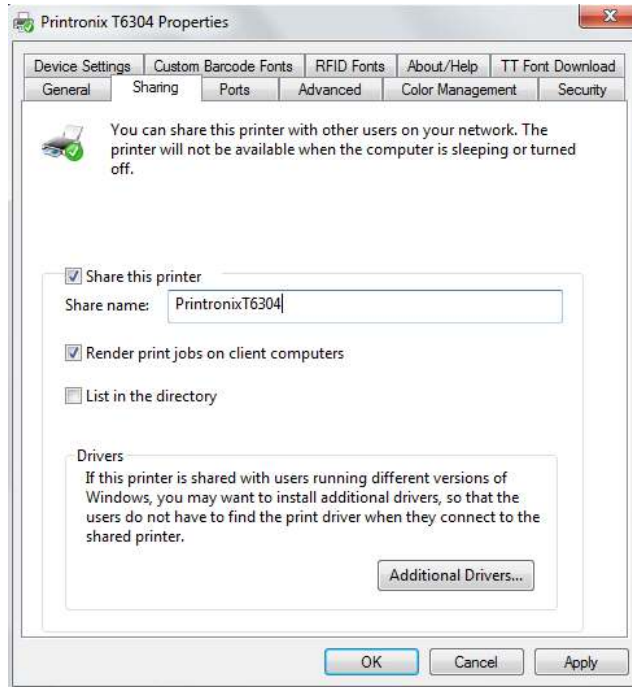 Printronix T6304 Properties
Device Settings Custom Barcode Fonts RFID Fonts About/Help TT Font Download
General Sharing Ports Advanced Color Management Security
You can share this printer with other users on your network. The
printer will not be available when the computer is sleeping or turned
off.
Share this printer
Share name: PrintronixT6304
Render print jobs on client computers
List in the directory
Drivers
If this printer is shared with users running different versions of
Windows, you may want to install additional drivers, so that the
users do not have to find the print driver when they connect to the
shared printer.
Additional Drivers...
OK Cancel Apply